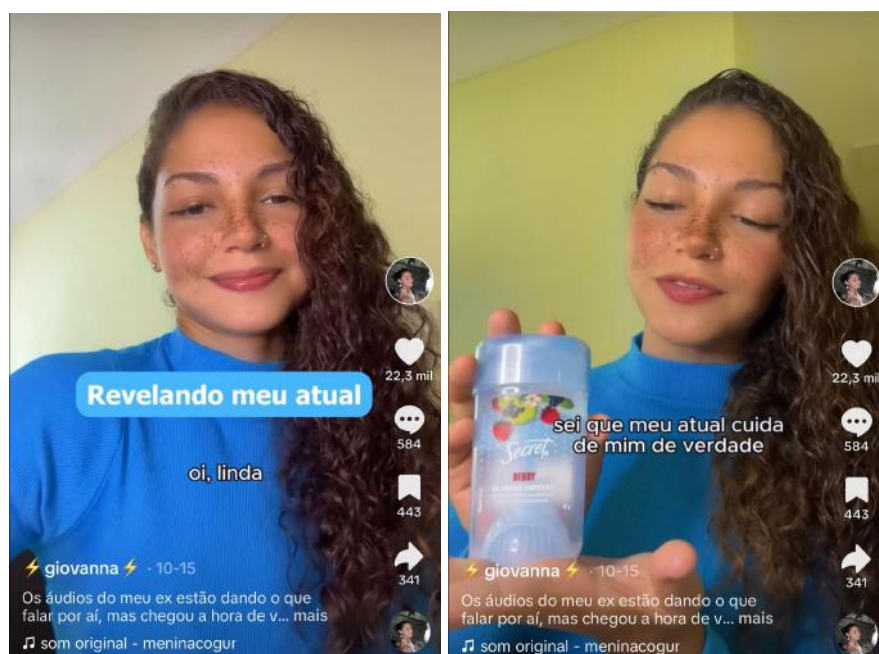 Revelando meu atual
oi, linda
22,3 mil
584
443
341
⚡giovanna⚡ · 10-15
Os áudios do meu ex estão dando o que
falar por aí, mas chegou a hora de v... mais
♫ som original - meninacogur
Secret
BERRY
sei que meu atual cuida
de mim de verdade
22,3 mil
584
443
341
⚡giovanna⚡ · 10-15
Os áudios do meu ex estão dando o que
falar por aí, mas chegou a hora de v... mais
♫ som original - meninacogur